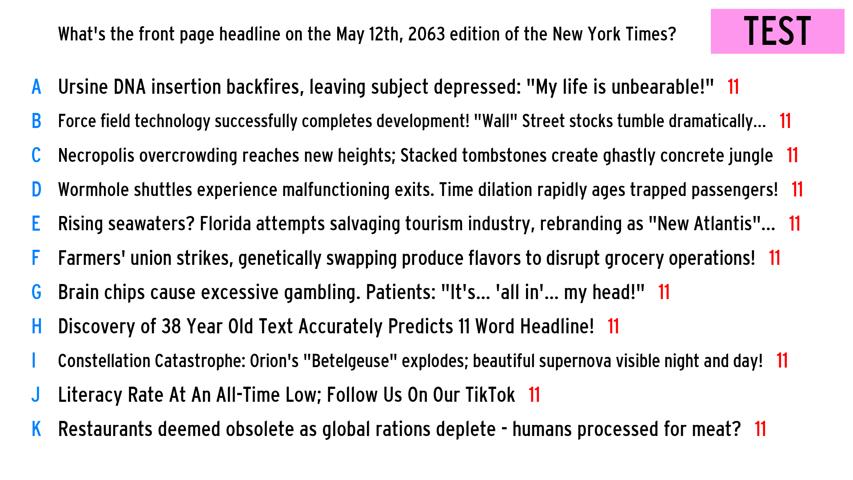 What's the front page headline on the May 12th, 2063 edition of the New York Times?
TEST
A Ursine DNA insertion backfires, leaving subject depressed: "My life is unbearable!" 11
B Force field technology successfully completes development! "Wall" Street stocks tumble dramatically... 11
C Necropolis overcrowding reaches new heights; Stacked tombstones create ghastly concrete jungle 11
D Wormhole shuttles experience malfunctioning exits. Time dilation rapidly ages trapped passengers! 11
E Rising seawaters? Florida attempts salvaging tourism industry, rebranding as "New Atlantis"... 11
F Farmers' union strikes, genetically swapping produce flavors to disrupt grocery operations! 11
G Brain chips cause excessive gambling. Patients: "It's... 'all in'... my head!" 11
H Discovery of 38 Year Old Text Accurately Predicts 11 Word Headline! 11
I Constellation Catastrophe: Orion's "Betelgeuse" explodes; beautiful supernova visible night and day! 11
J Literacy Rate At An All-Time Low; Follow Us On Our TikTok 11
K Restaurants deemed obsolete as global rations deplete - humans processed for meat? 11